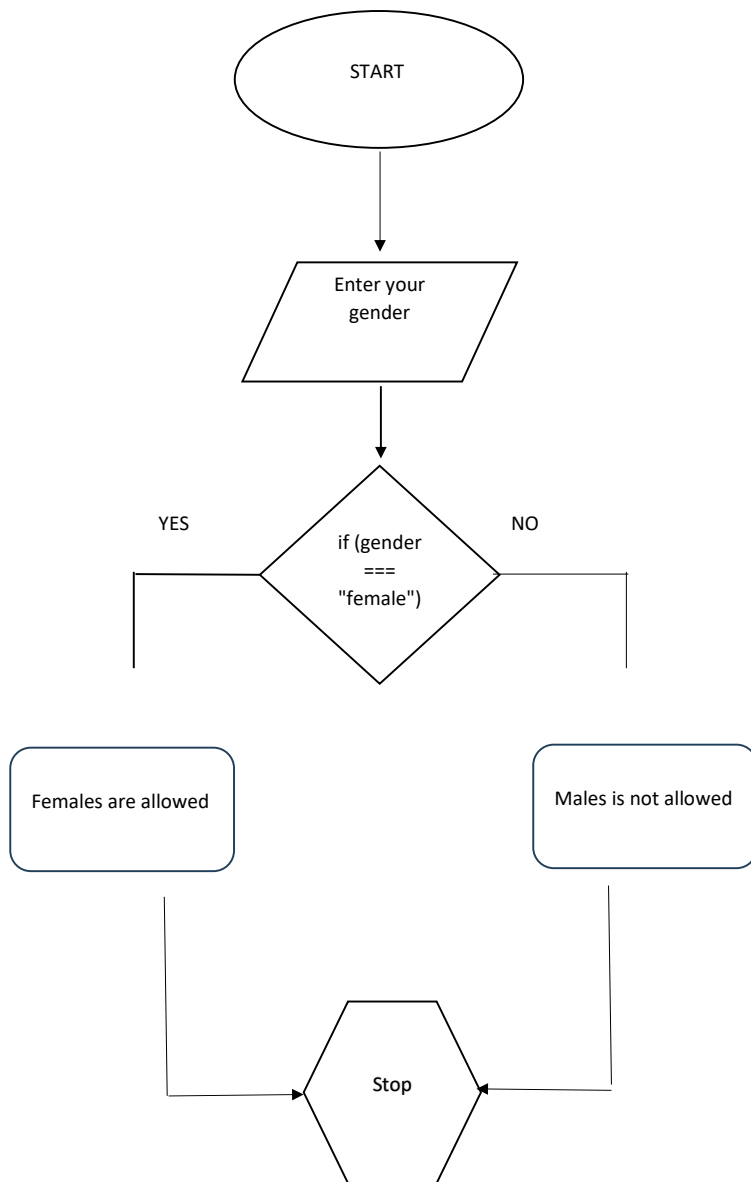 START
Enter your
gender
YES
NO
if (gender
===
"female")
Females are allowed
Males is not allowed
Stop